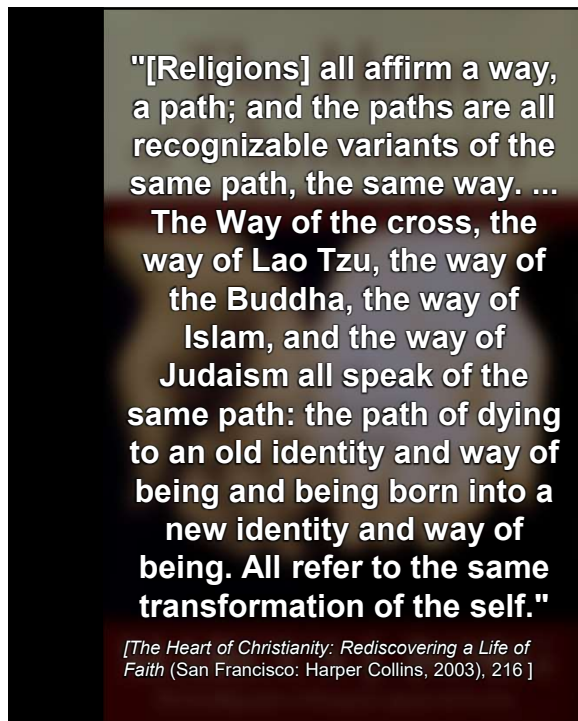 "[Religions] all affirm a way,
a path; and the paths are all
recognizable variants of the
same path, the same way. ...
The Way of the cross, the
way of Lao Tzu, the way of
the Buddha, the way of
Islam, and the way of
Judaism all speak of the
same path: the path of dying
to an old identity and way of
being and being born into a
new identity and way of
being. All refer to the same
transformation of the self."
[The Heart of Christianity: Rediscovering a Life of
Faith (San Francisco: Harper Collins, 2003), 216 ]